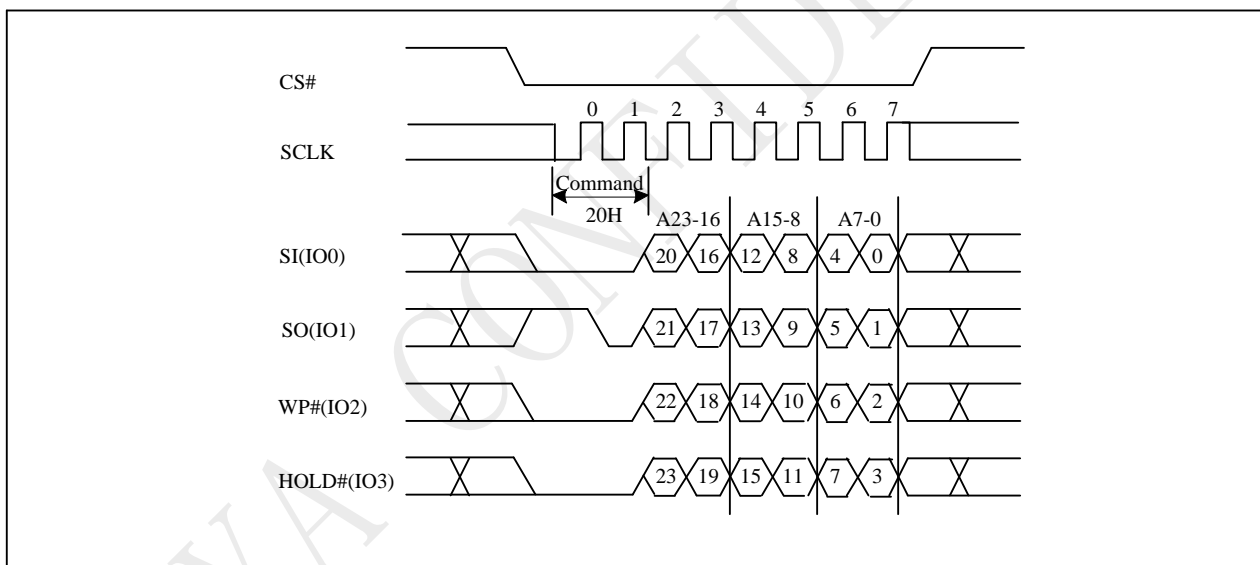 CS#
0 1 2 3 4 5 6 7
SCLK
Command
20H
A23-16 A15-8 A7-0
SI(IO0) 20 16 12 8 4 0
SO(IO1) 21 17 13 9 5 1
WP#(IO2) 22 18 14 10 6 2
HOLD#(IO3) 23 19 15 11 7 3